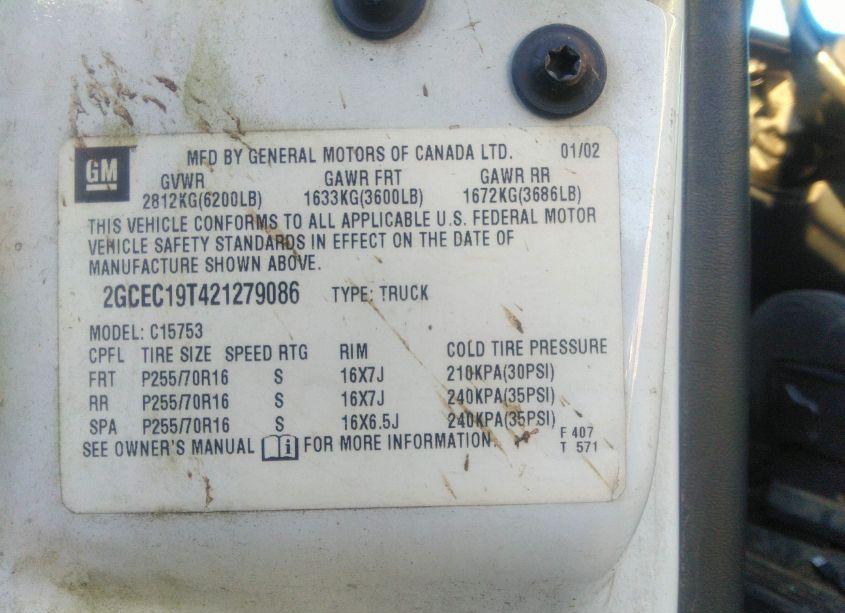 GM
MFD BY GENERAL MOTORS OF CANADA LTD. 01/02
GVWR GAWR FRT GAWR RR
2812KG(6200LB) 1633KG(3600LB) 1672KG(3686LB)
THIS VEHICLE CONFORMS TO ALL APPLICABLE U.S. FEDERAL MOTOR
VEHICLE SAFETY STANDARDS IN EFFECT ON THE DATE OF
MANUFACTURE SHOWN ABOVE.
2GCEC19T421279086 TYPE: TRUCK
MODEL: C15753
CPFL TIRE SIZE SPEED RTG RIM COLD TIRE PRESSURE
FRT P255/70R16 S 16X7J 210KPA(30PSI)
RR P255/70R16 S 16X7J 240KPA(35PSI)
SPA P255/70R16 S 16X6.5J 240KPA(35PSI)
SEE OWNER'S MANUAL i FOR MORE INFORMATION. F 407
T 571